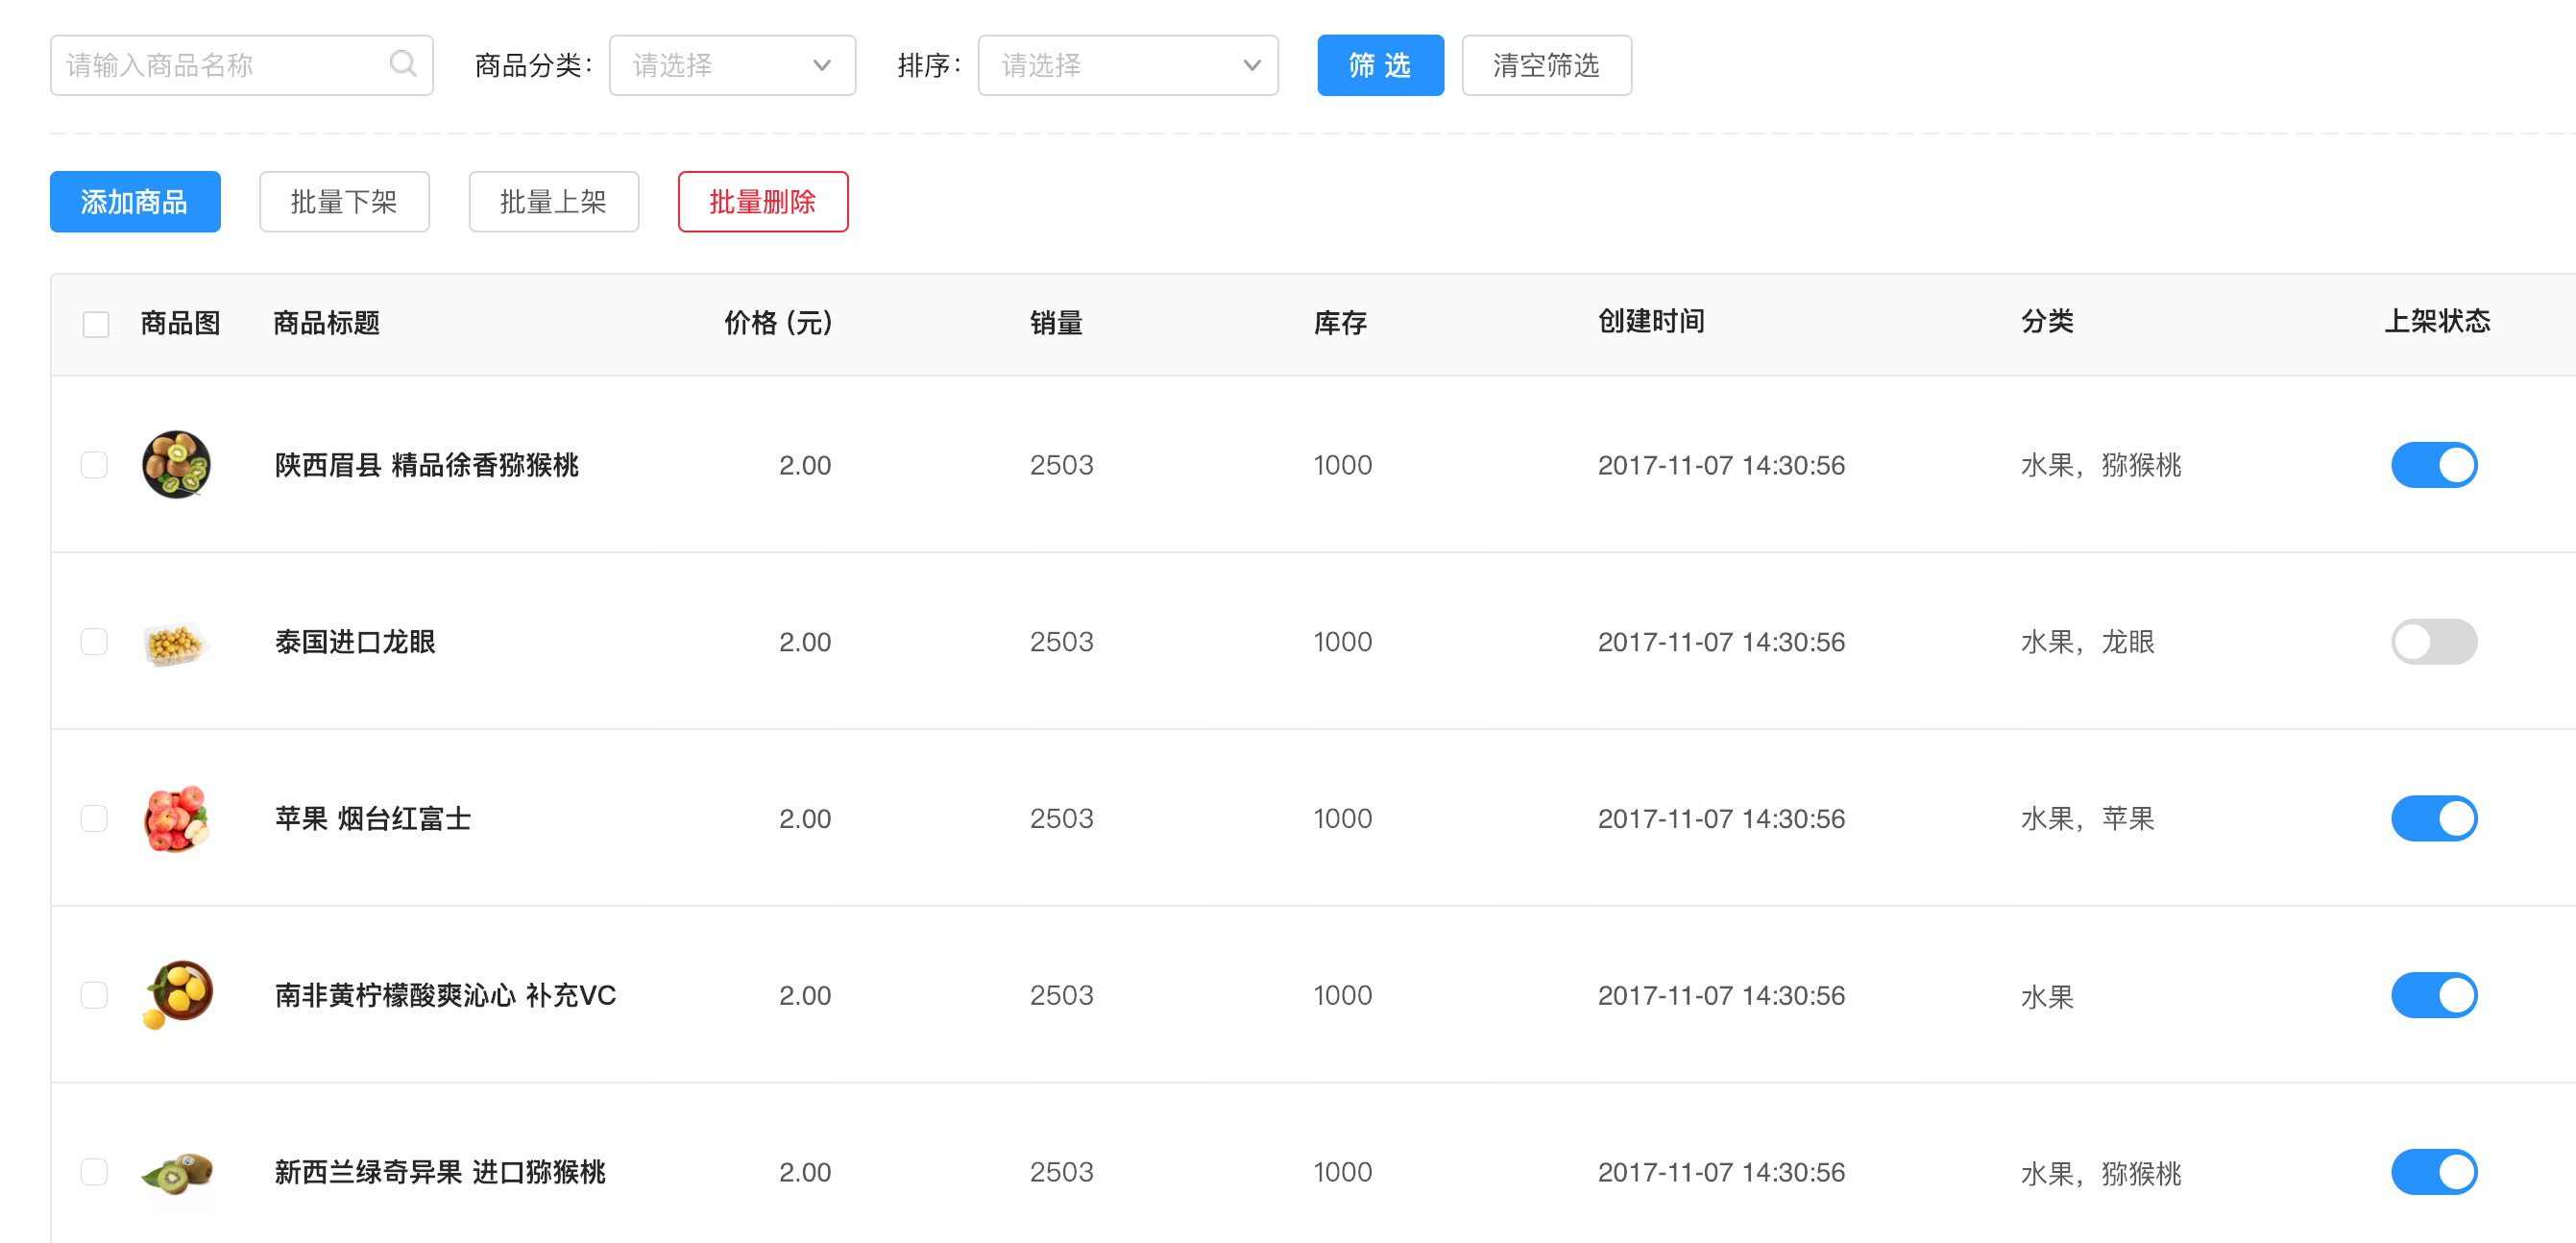 请输入商品名称 商品分类： 请选择 排序： 请选择 筛 选 清空筛选
添加商品 批量下架 批量上架 批量删除
商品图 商品标题 价格 (元) 销量 库存 创建时间 分类 上架状态
陕西眉县 精品徐香猕猴桃 2.00 2503 1000 2017-11-07 14:30:56 水果，猕猴桃
泰国进口龙眼 2.00 2503 1000 2017-11-07 14:30:56 水果，龙眼
苹果 烟台红富士 2.00 2503 1000 2017-11-07 14:30:56 水果，苹果
南非黄柠檬酸爽沁心 补充VC 2.00 2503 1000 2017-11-07 14:30:56 水果
新西兰绿奇异果 进口猕猴桃 2.00 2503 1000 2017-11-07 14:30:56 水果，猕猴桃